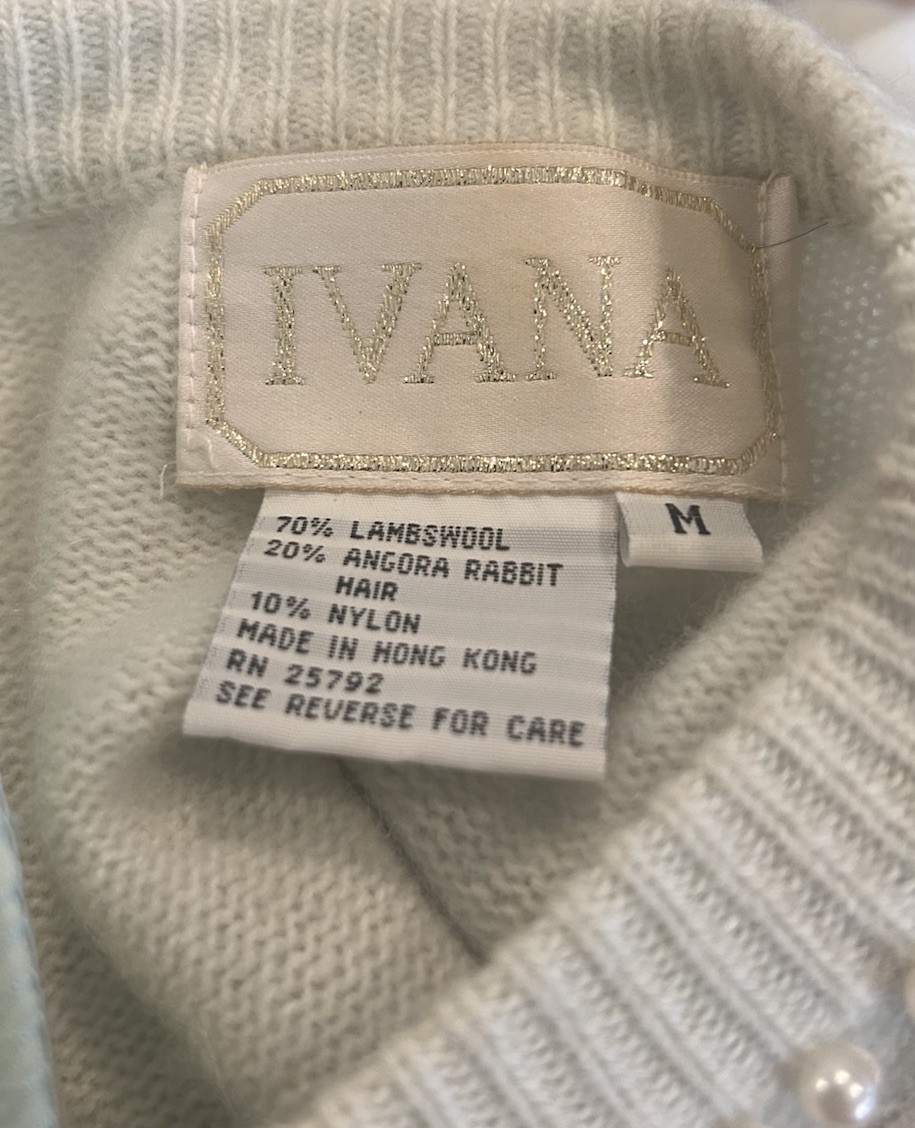 IVANA
M
70% LAMBSWOOL
20% ANGORA RABBIT
HAIR
10% NYLON
MADE IN HONG KONG
RN 25792
SEE REVERSE FOR CARE